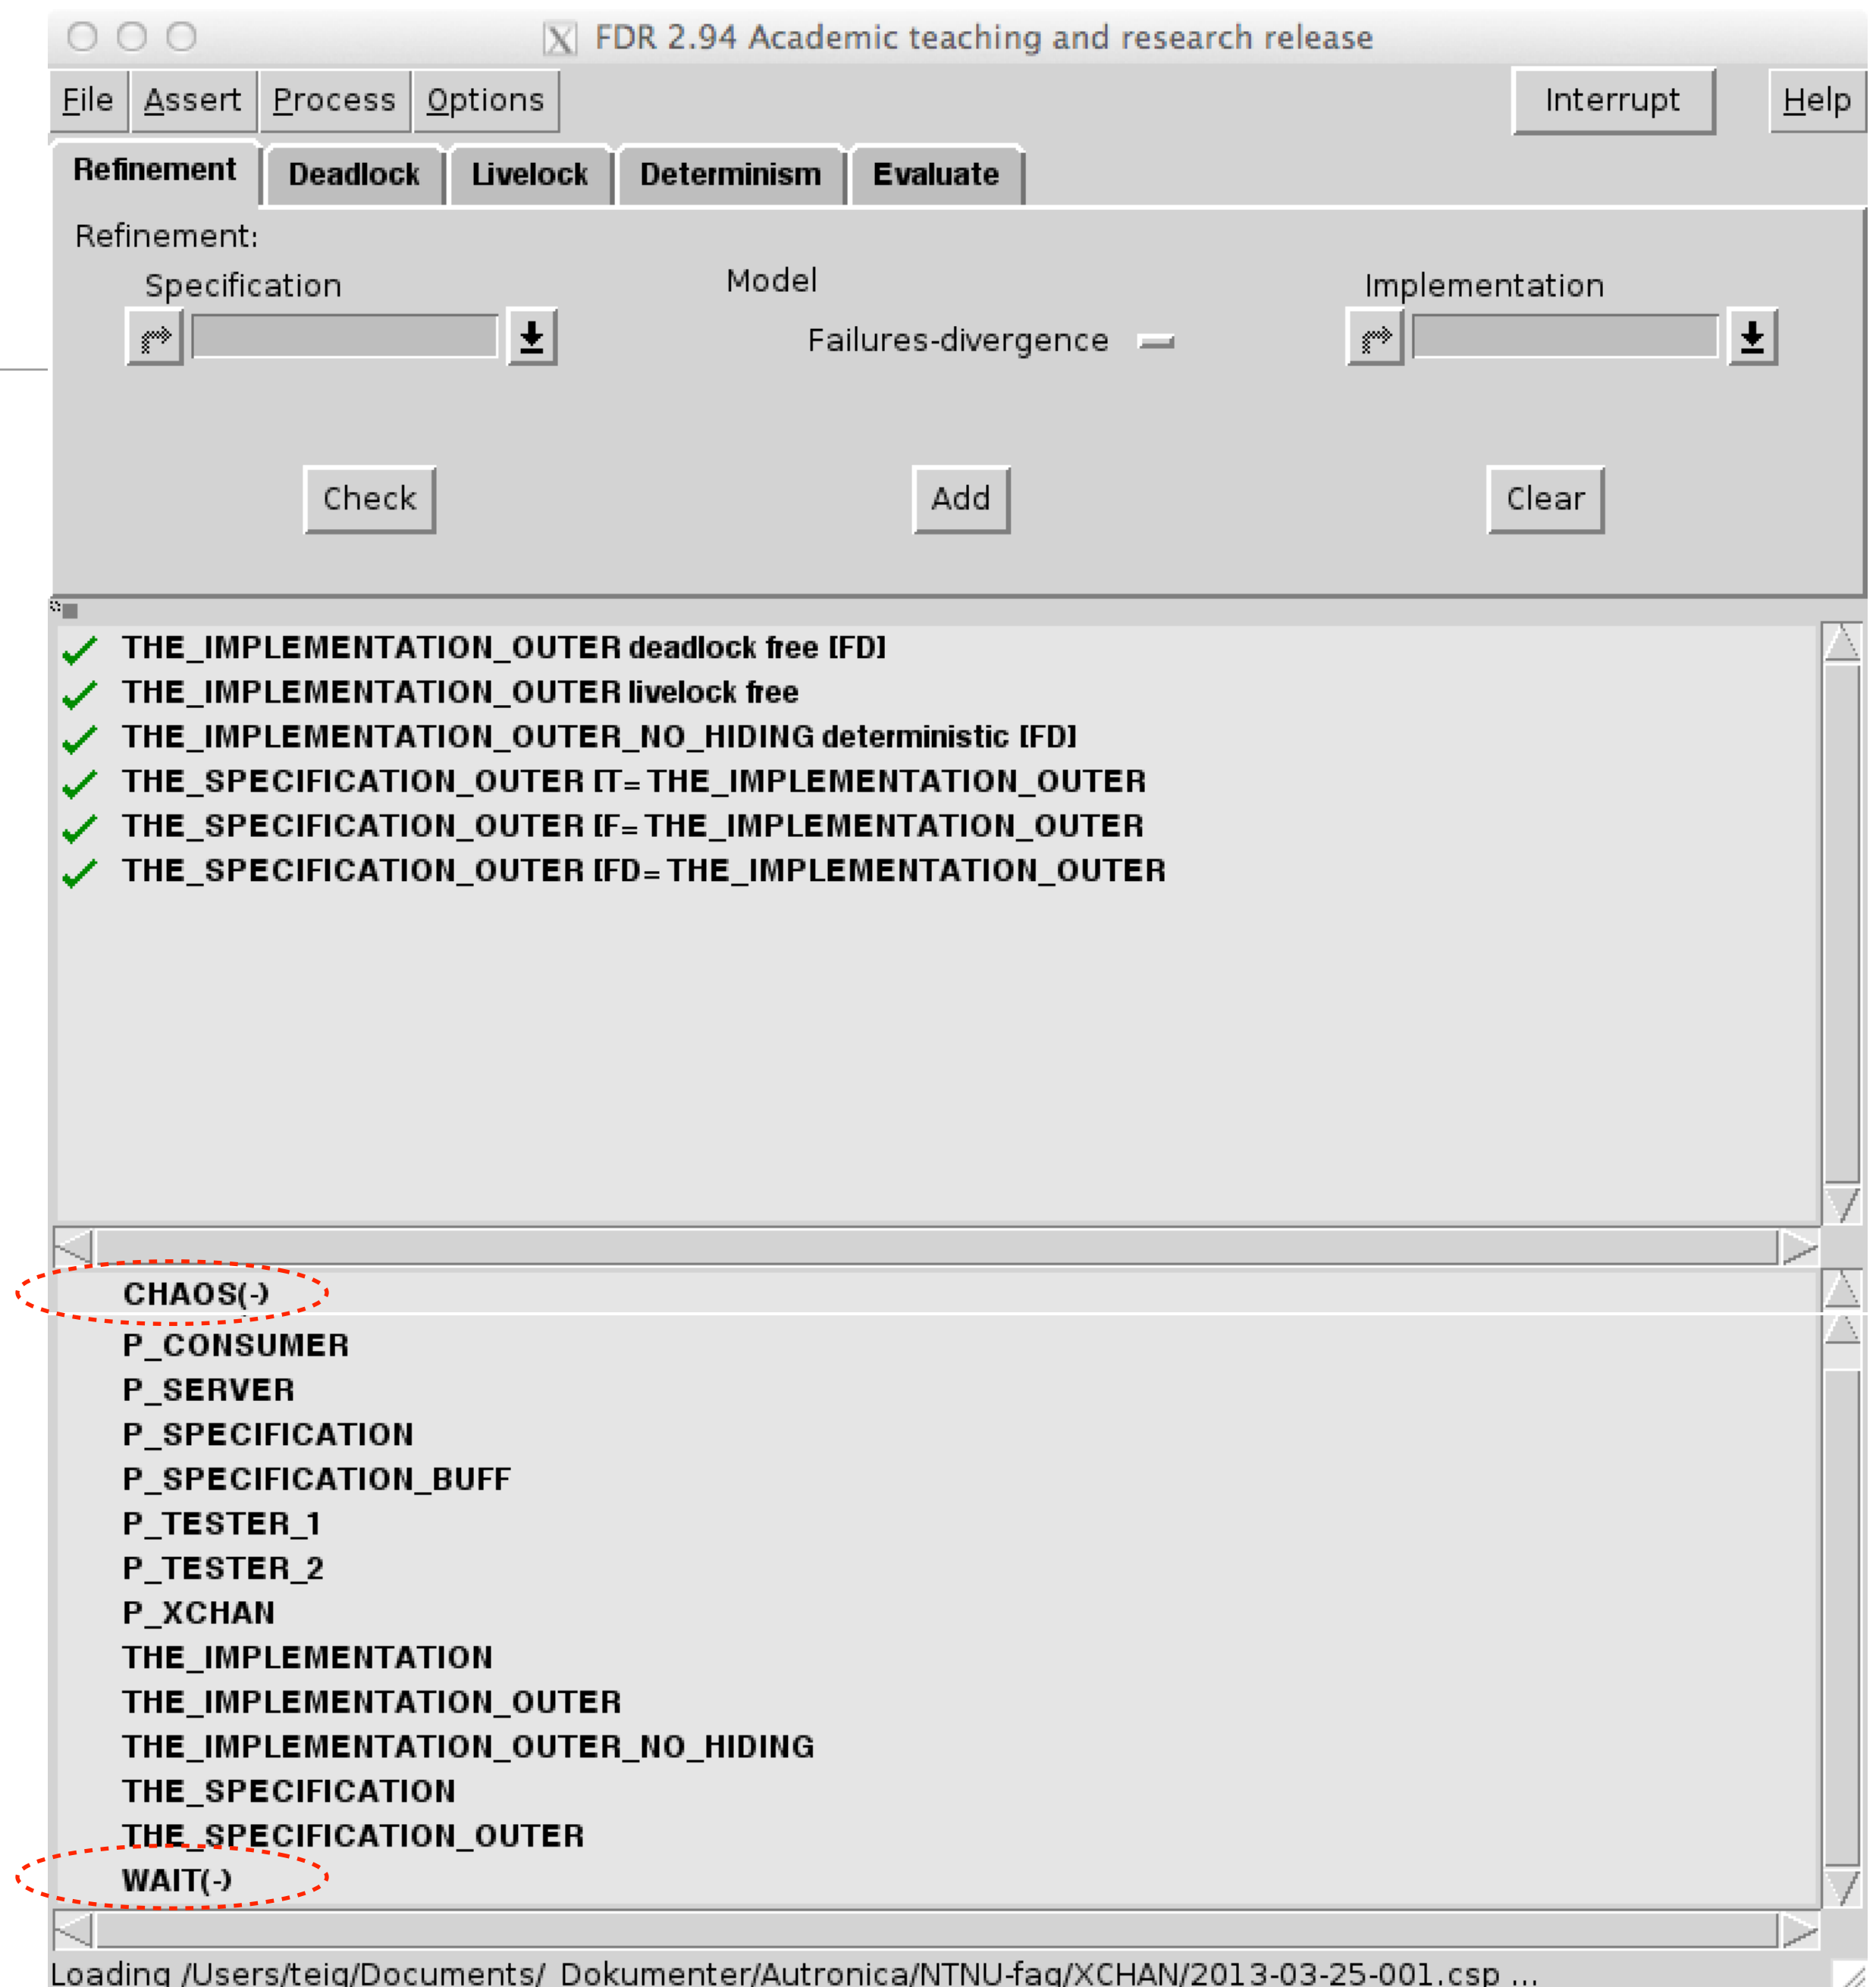 FDR 2.94 Academic teaching and research release
File Assert Process Options Interrupt Help
Refinement Deadlock Livelock Determinism Evaluate
Refinement:
Specification Model Implementation
Failures-divergence
Check Add Clear
THE_IMPLEMENTATION_OUTER deadlock free [FD]
THE_IMPLEMENTATION_OUTER livelock free
THE_IMPLEMENTATION_OUTER_NO_HIDING deterministic [FD]
THE_SPECIFICATION_OUTER [T= THE_IMPLEMENTATION_OUTER
THE_SPECIFICATION_OUTER [F= THE_IMPLEMENTATION_OUTER
THE_SPECIFICATION_OUTER [FD= THE_IMPLEMENTATION_OUTER
CHAOS(-)
P_CONSUMER
P_SERVER
P_SPECIFICATION
P_SPECIFICATION_BUFF
P_TESTER_1
P_TESTER_2
P_XCHAN
THE_IMPLEMENTATION
THE_IMPLEMENTATION_OUTER
THE_IMPLEMENTATION_OUTER_NO_HIDING
THE_SPECIFICATION
THE_SPECIFICATION_OUTER
WAIT(-)
Loading /Users/teig/Documents/_Dokumenter/Autronica/NTNU-fag/XCHAN/2013-03-25-001.csp ...